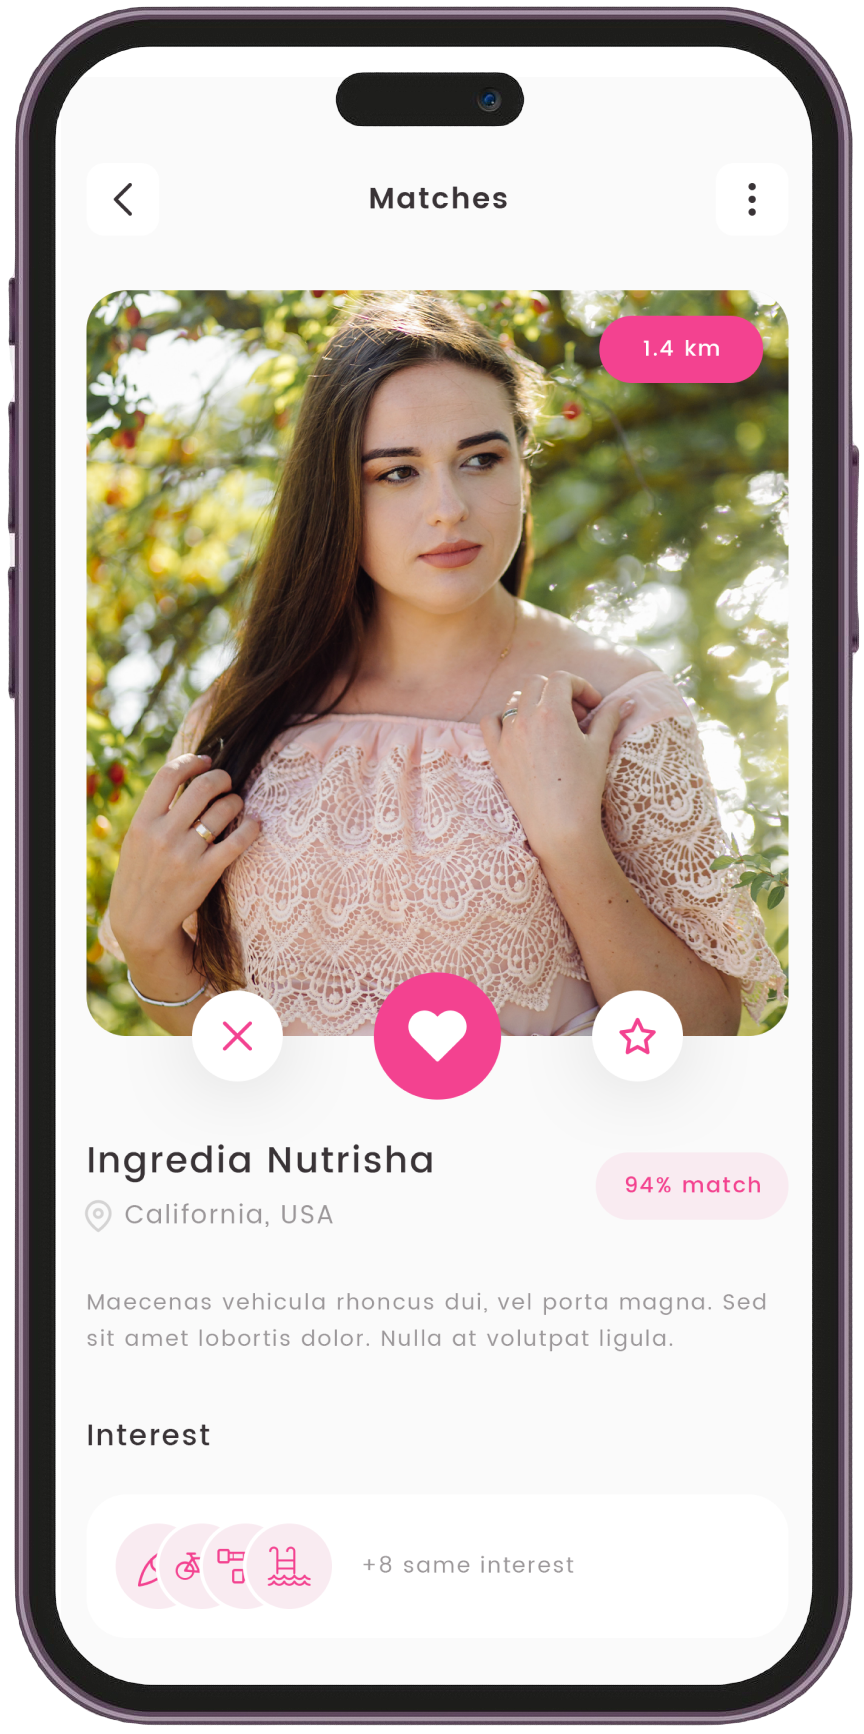 Matches
1.4 km
Ingredia Nutrisha
94% match
California, USA
Maecenas vehicula rhoncus dui, vel porta magna. Sed
sit amet lobortis dolor. Nulla at volutpat ligula.
Interest
+8 same interest